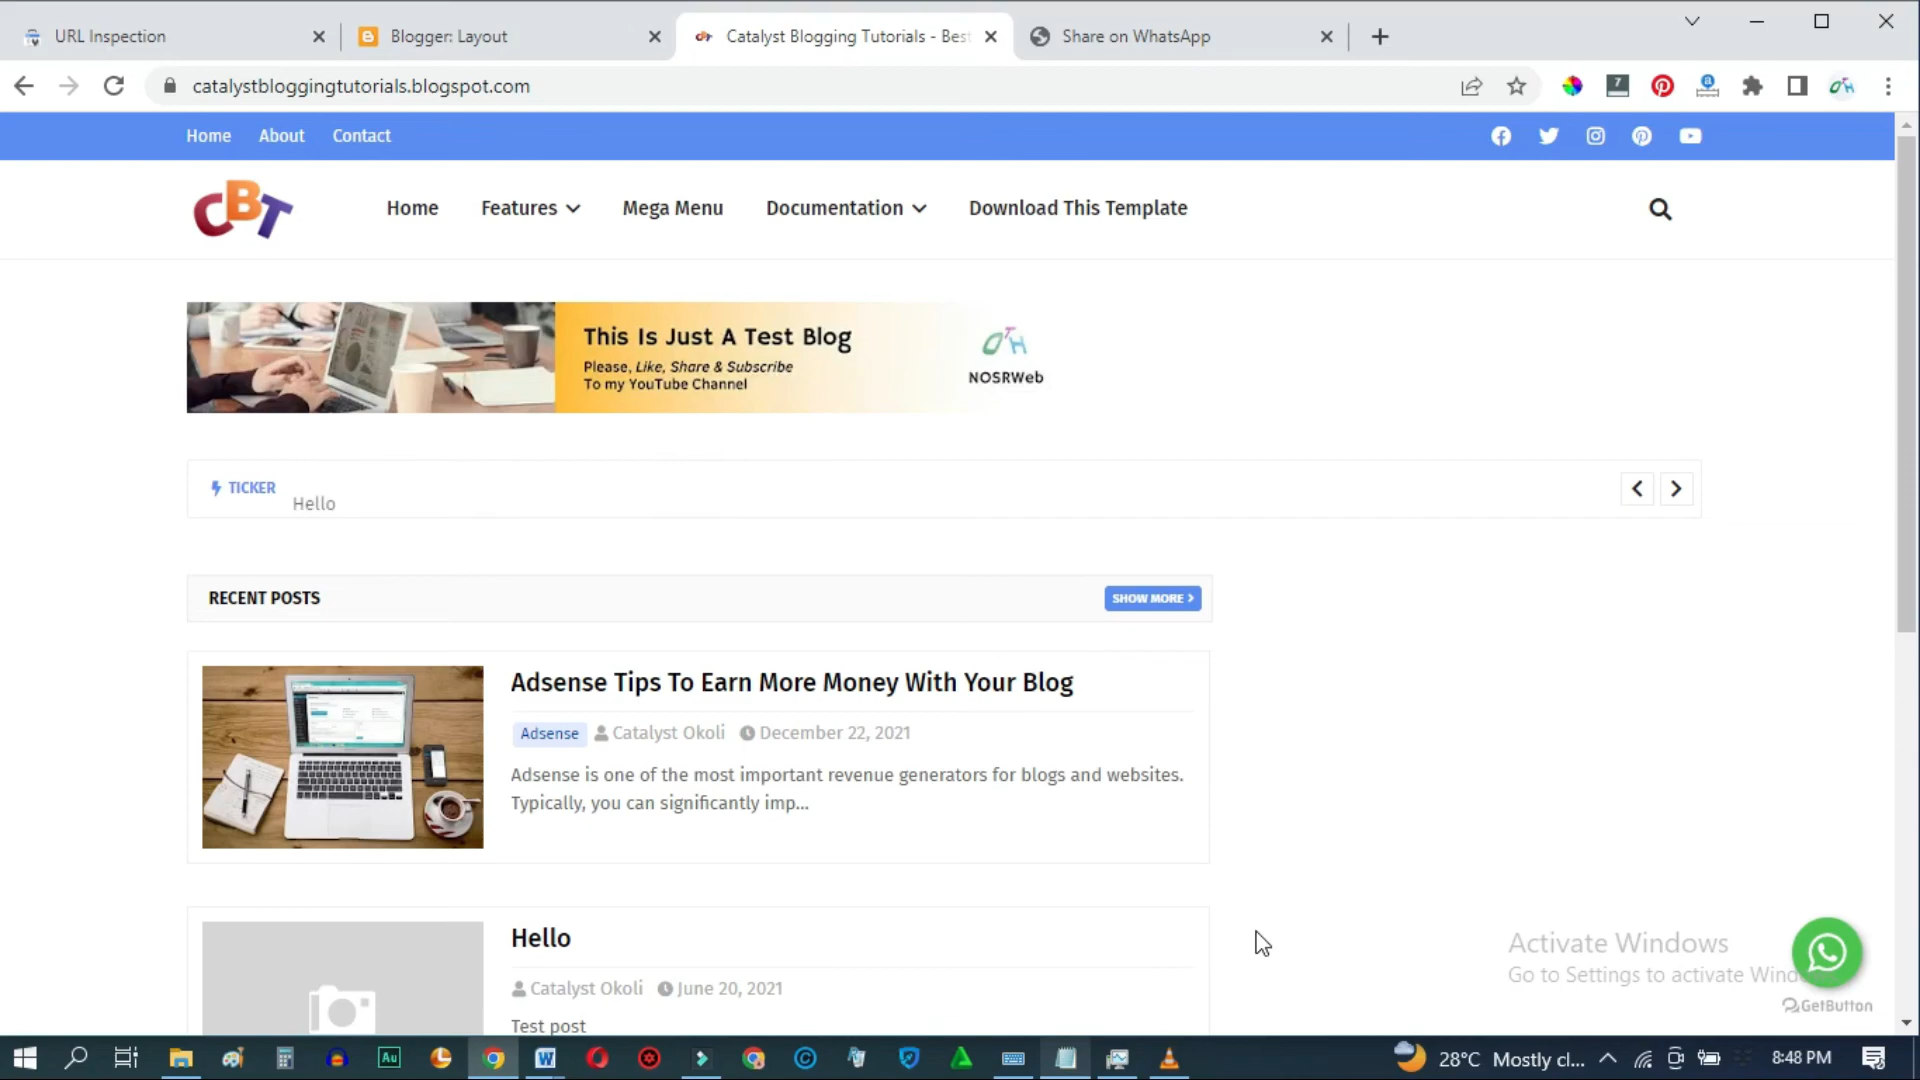 URL Inspection
Blogger: Layout
Catalyst Blogging Tutorials - Best
Share on WhatsApp
catalystbloggingtutorials.blogspot.com
7
Home About Contact
CBT
Home Features Mega Menu Documentation Download This Template
This Is Just A Test Blog
Please, Like, Share & Subscribe
To my YouTube Channel
NOSRWeb
TICKER
Hello
RECENT POSTS
SHOW MORE
Adsense Tips To Earn More Money With Your Blog
Adsense Catalyst Okoli December 22, 2021
Adsense is one of the most important revenue generators for blogs and websites.
Typically, you can significantly imp...
Hello
Catalyst Okoli June 20, 2021
Test post
Activate Windows
Go to Settings to activate Wind
GetButton
Au
28°C Mostly cl... 8:48 PM